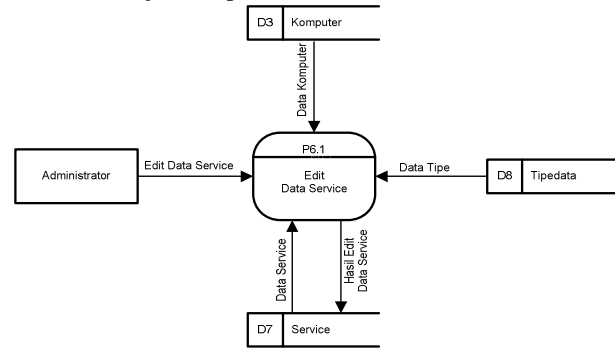 D3 Komputer
Data Komputer
P6.1
Administrator
Edit Data Service
Edit
Data Service
Data Tipe
D8 Tipedata
Data Service
Hasil Edit
Data Service
D7 Service